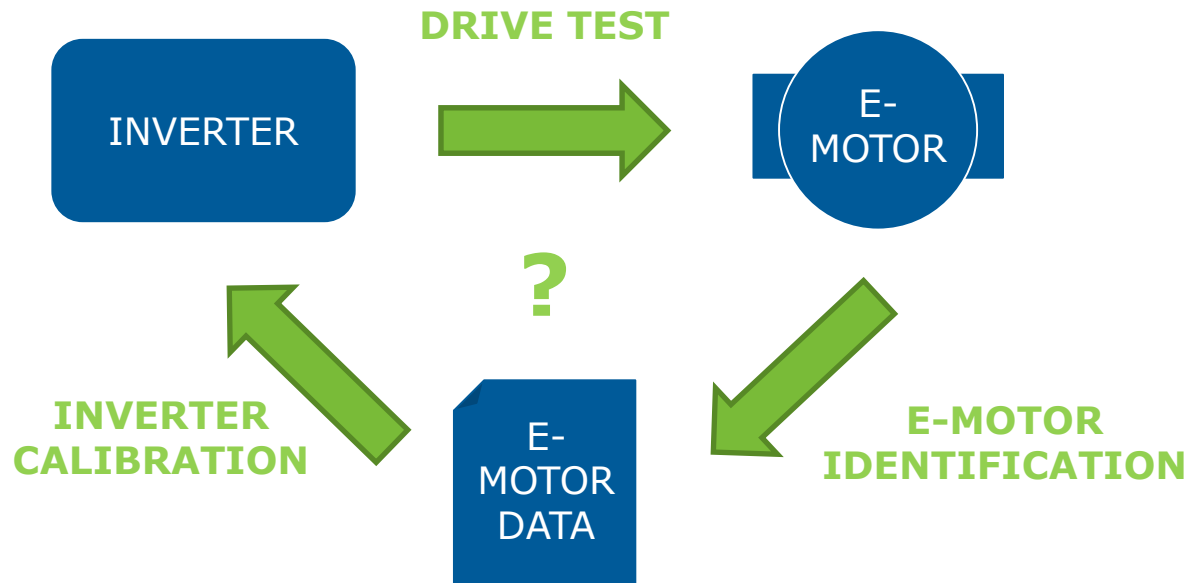 DRIVE TEST
INVERTER
E-
MOTOR
?
INVERTER
CALIBRATION
E-
MOTOR
DATA
E-MOTOR
IDENTIFICATION